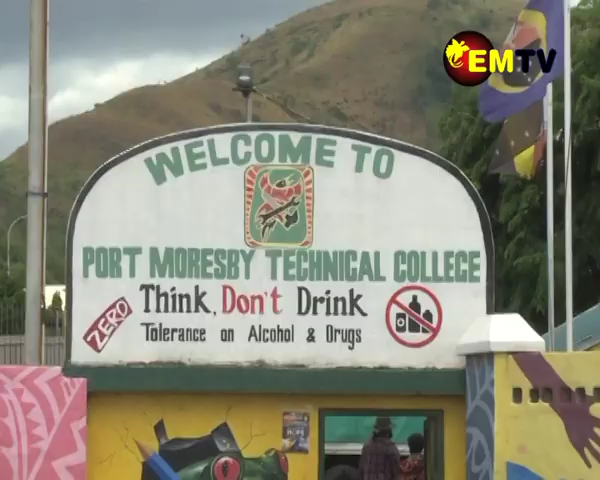 EMTV
WELCOME TO
PORT MORESBY TECHNICAL COLLEGE
Think, Don't Drink
ZERO
Tolerance on Alcohol & Drugs